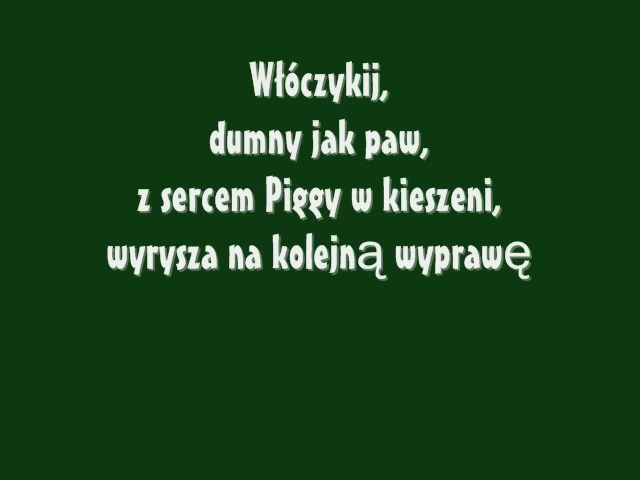 Włóczykij,
dumny jak paw,
z sercem Piggy w kieszeni,
wyrysza na kolejną wyprawę